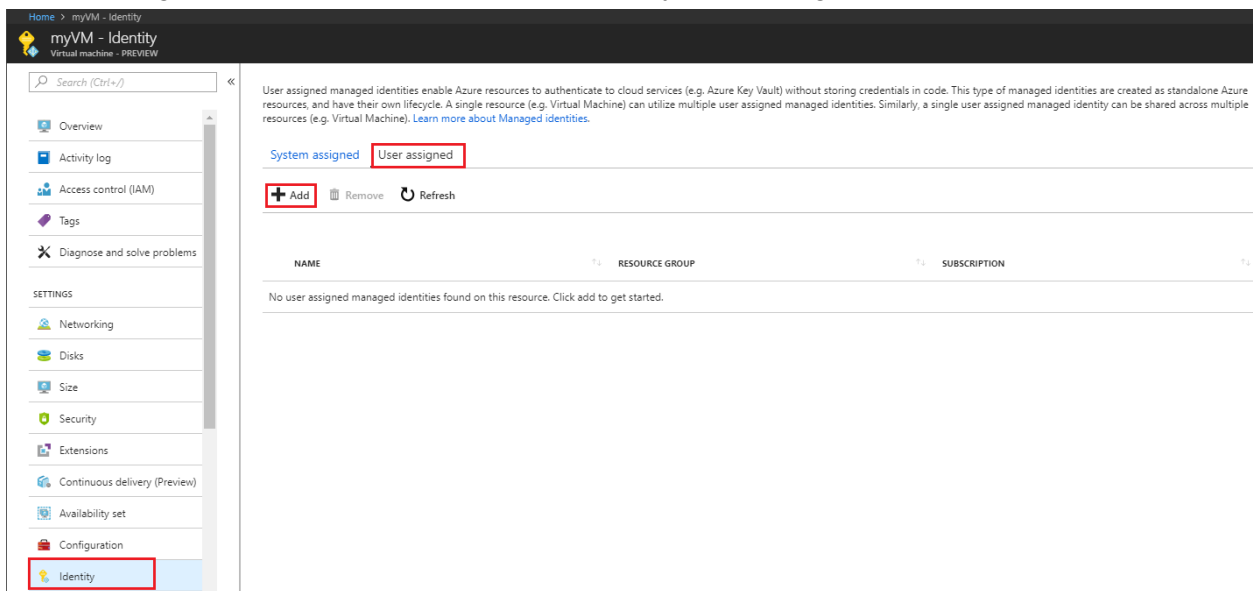 Home > myVM - Identity
myVM - Identity
Virtual machine - PREVIEW
Search (Ctrl+/)
«
Overview
Activity log
Access control (IAM)
Tags
Diagnose and solve problems
SETTINGS
Networking
Disks
Size
Security
Extensions
Continuous delivery (Preview)
Availability set
Configuration
Identity
User assigned managed identities enable Azure resources to authenticate to cloud services (e.g. Azure Key Vault) without storing credentials in code. This type of managed identities are created as standalone Azure
resources, and have their own lifecycle. A single resource (e.g. Virtual Machine) can utilize multiple user assigned managed identities. Similarly, a single user assigned managed identity can be shared across multiple
resources (e.g. Virtual Machine). Learn more about Managed identities.
System assigned User assigned
Add Remove Refresh
NAME RESOURCE GROUP SUBSCRIPTION
No user assigned managed identities found on this resource. Click add to get started.